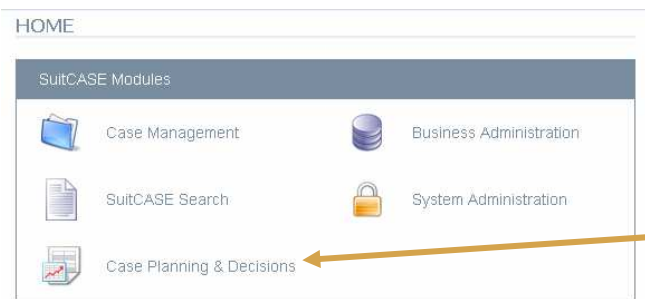 HOME
SuitCASE Modules
Case Management
Business Administration
SuitCASE Search
System Administration
Case Planning & Decisions